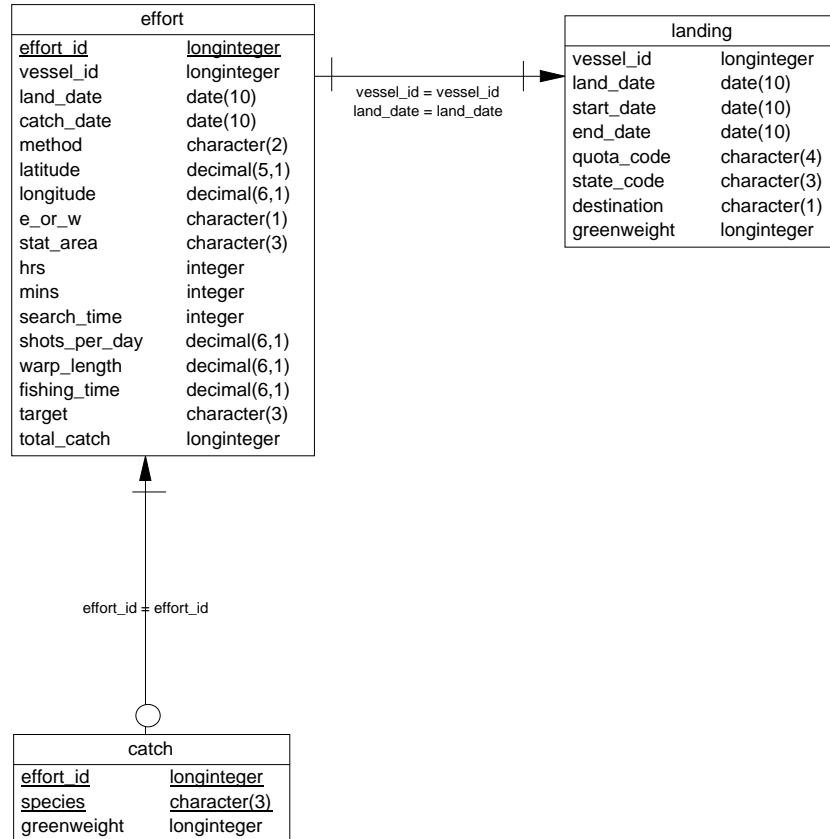 effort
effort_id longinteger
vessel_id longinteger
land_date date(10)
catch_date date(10)
method character(2)
latitude decimal(5,1)
longitude decimal(6,1)
e_or_w character(1)
stat_area character(3)
hrs integer
mins integer
search_time integer
shots_per_day decimal(6,1)
warp_length decimal(6,1)
fishing_time decimal(6,1)
target character(3)
total_catch longinteger
vessel_id = vessel_id
land_date = land_date
landing
vessel_id longinteger
land_date date(10)
start_date date(10)
end_date date(10)
quota_code character(4)
state_code character(3)
destination character(1)
greenweight longinteger
effort_id = effort_id
catch
effort_id longinteger
species character(3)
greenweight longinteger